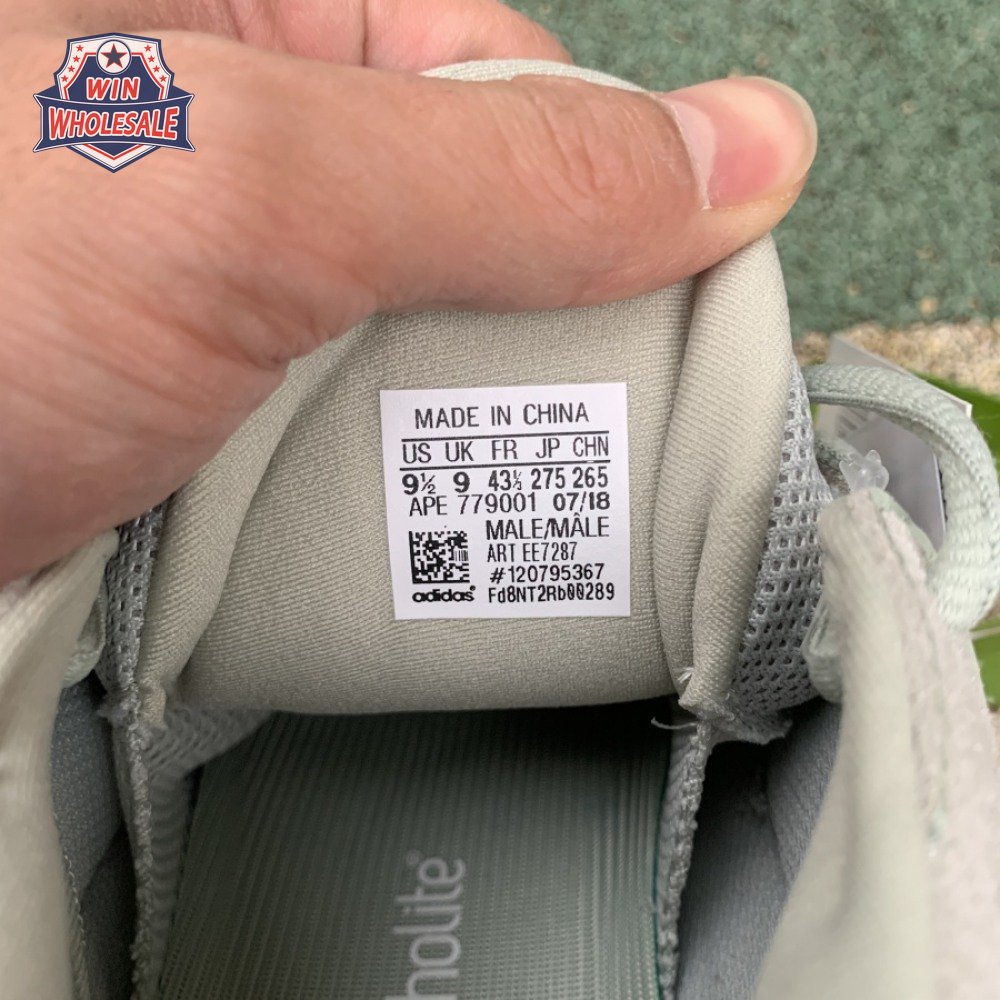 WIN
WHOLESALE
MADE IN CHINA
US UK FR JP CHN
9½ 9 43⅓ 275 265
APE 779001 07/18
MALE/MÂLE
ART EE7287
#120795367
adidas® Fd8NT2Rb00289
holite®